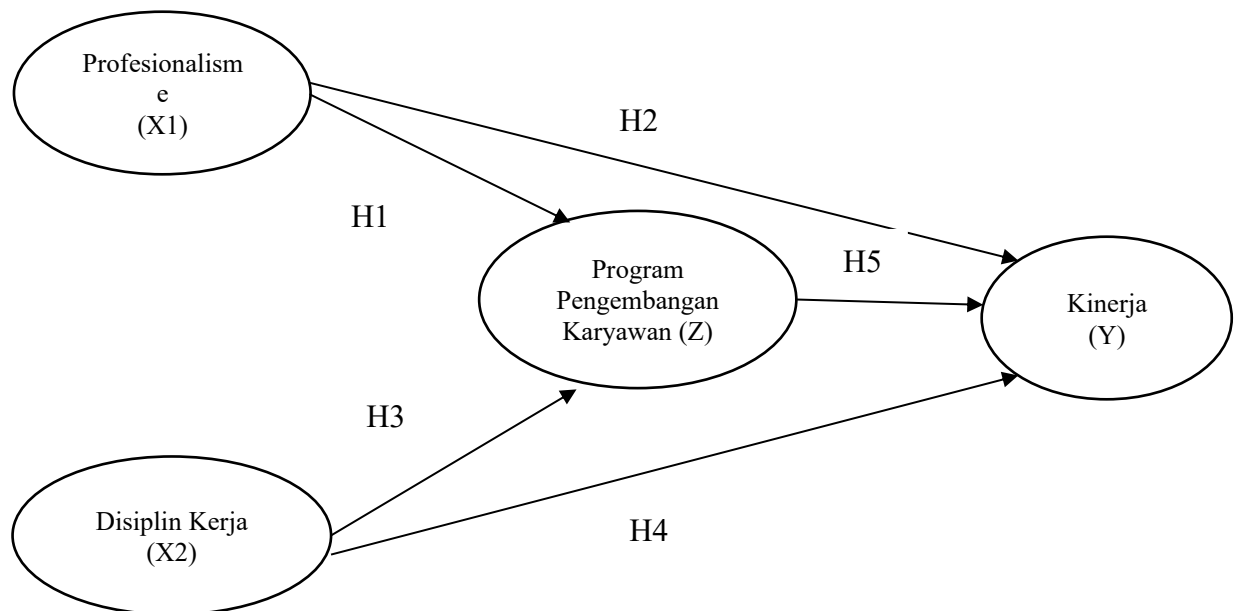 Profesionalism
e
(X1)
H2
H1
Program
Pengembangan
Karyawan (Z)
H5
Kinerja
(Y)
H3
Disiplin Kerja
(X2)
H4